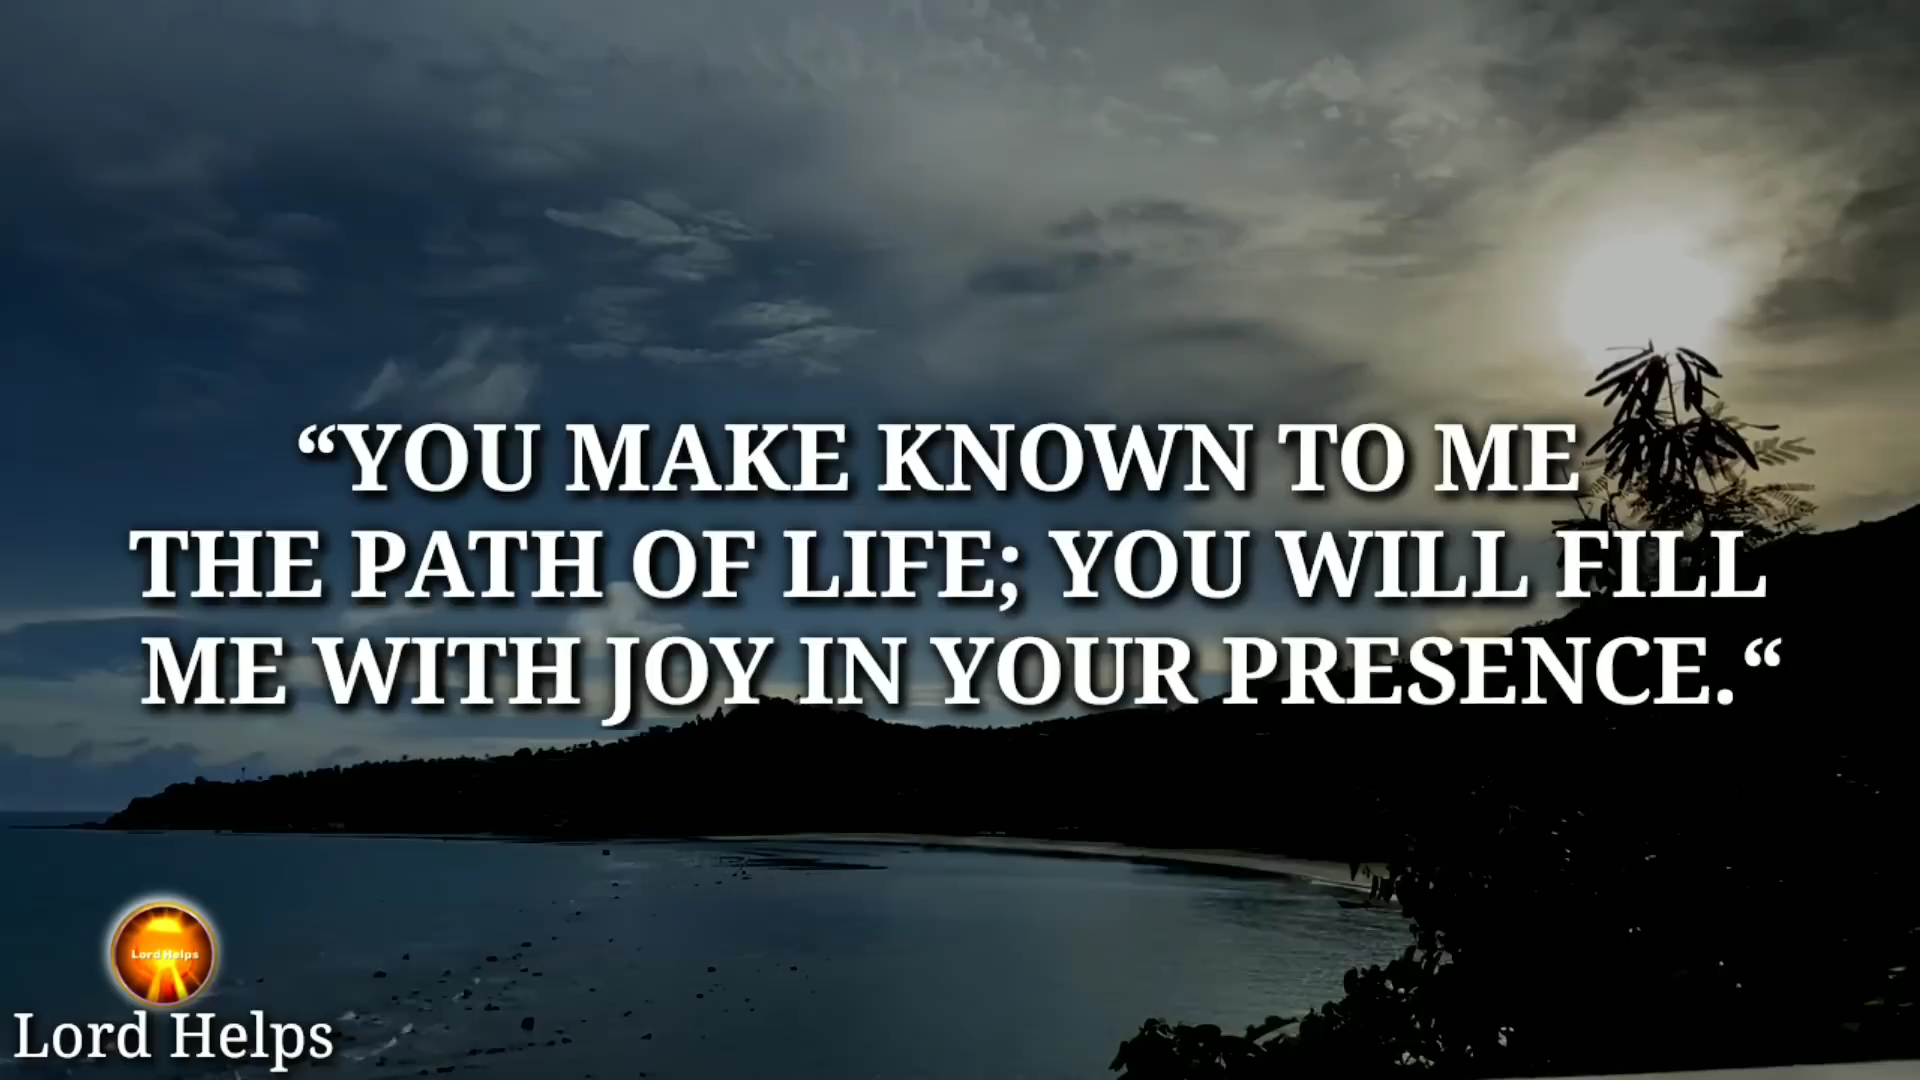 “YOU MAKE KNOWN TO ME
THE PATH OF LIFE; YOU WILL FILL
ME WITH JOY IN YOUR PRESENCE.“
Lord Helps
Lord Helps